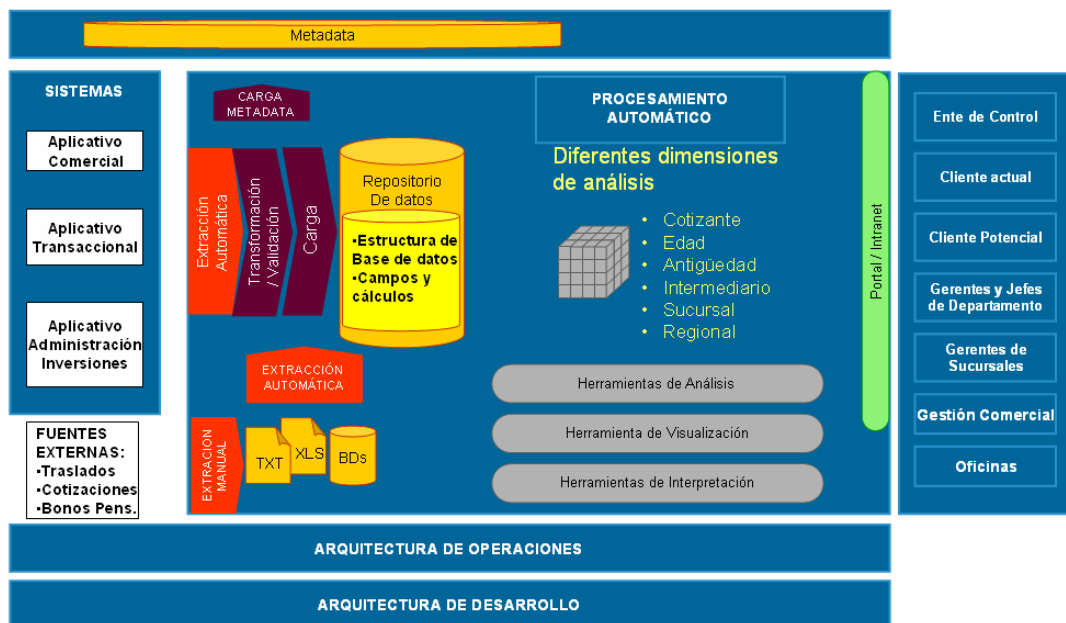 Metadata
SISTEMAS
Aplicativo
Comercial
Aplicativo
Transaccional
Aplicativo
Administración
Inversiones
FUENTES
EXTERNAS:
▪Traslados
▪Cotizaciones
▪Bonos Pens.
CARGA
METADATA
Extracción
Automática
Transformación
/ Validación
Carga
Repositorio
De datos
▪Estructura de
Base de datos
▪Campos y
cálculos
EXTRACCIÓN
AUTOMÁTICA
EXTRACION
MANUAL
TXT
XLS
BDs
PROCESAMIENTO
AUTOMÁTICO
Diferentes dimensiones
de análisis
• Cotizante
• Edad
• Antigüedad
• Intermediario
• Sucursal
• Regional
Herramientas de Análisis
Herramienta de Visualización
Herramientas de Interpretación
Portal / Intranet
Ente de Control
Cliente actual
Cliente Potencial
Gerentes y Jefes
de Departamento
Gerentes de
Sucursales
Gestión Comercial
Oficinas
ARQUITECTURA DE OPERACIONES
ARQUITECTURA DE DESARROLLO